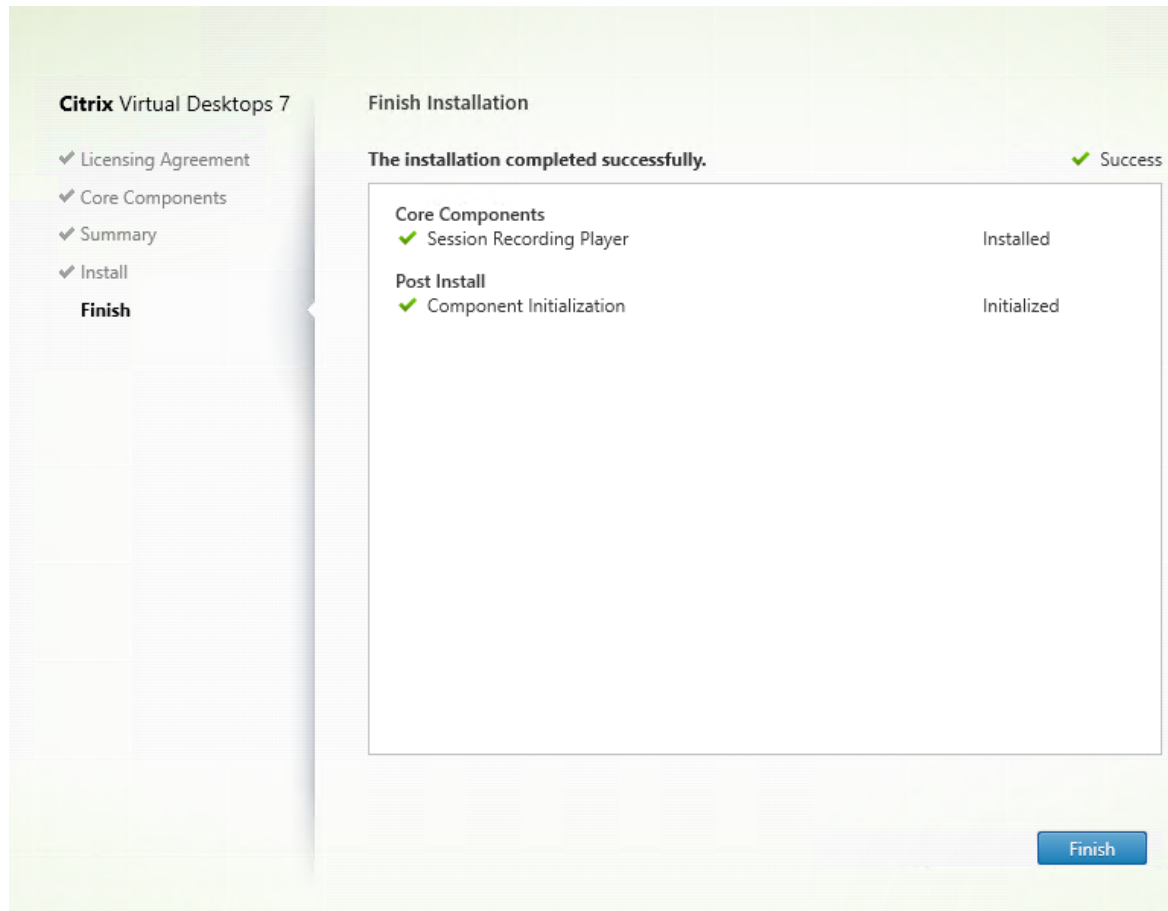 Citrix Virtual Desktops 7
Licensing Agreement
Core Components
Summary
Install
Finish
Finish Installation
The installation completed successfully.
Success
Core Components
Session Recording Player Installed
Post Install
Component Initialization Initialized
Finish